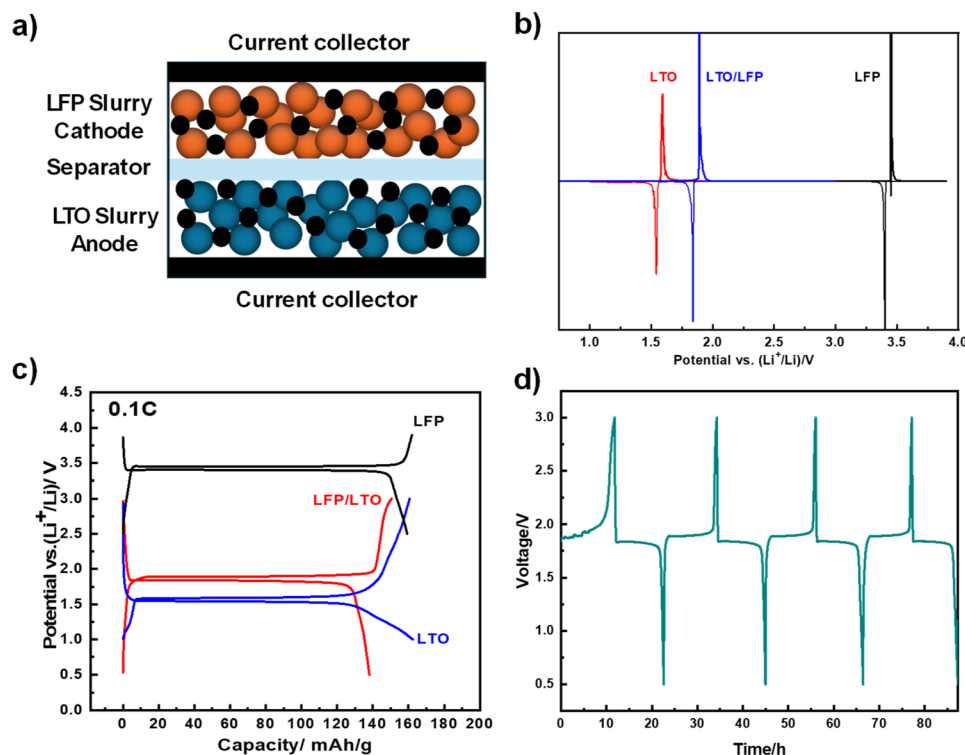 a)
Current collector
LFP Slurry
Cathode
Separator
LTO Slurry
Anode
Current collector
b)
LTO
LTO/LFP
LFP
1.0 1.5 2.0 2.5 3.0 3.5 4.0
Potential vs. (Li⁺/Li)/V
c)
0.1C
LFP
LFP/LTO
LTO
4.5
4.0
3.5
3.0
2.5
2.0
1.5
1.0
0.5
0.0
0 20 40 60 80 100 120 140 160 180 200
Potential vs.(Li⁺/Li)/ V
Capacity/ mAh/g
d)
3.0
2.5
2.0
1.5
1.0
0.5
0 10 20 30 40 50 60 70 80
Voltage/V
Time/h